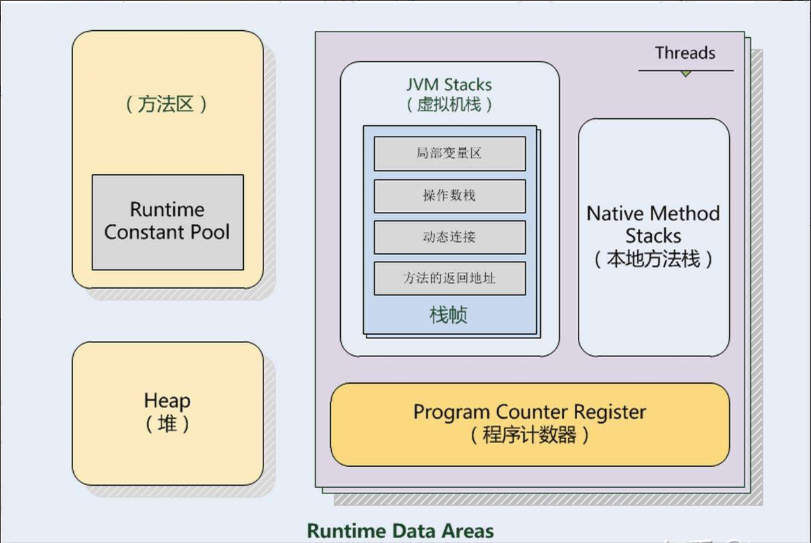 （方法区）
Runtime
Constant Pool
Heap
（堆）
Threads
JVM Stacks
（虚拟机栈）
局部变量区
操作数栈
动态连接
方法的返回地址
栈帧
Native Method
Stacks
（本地方法栈）
Program Counter Register
（程序计数器）
Runtime Data Areas